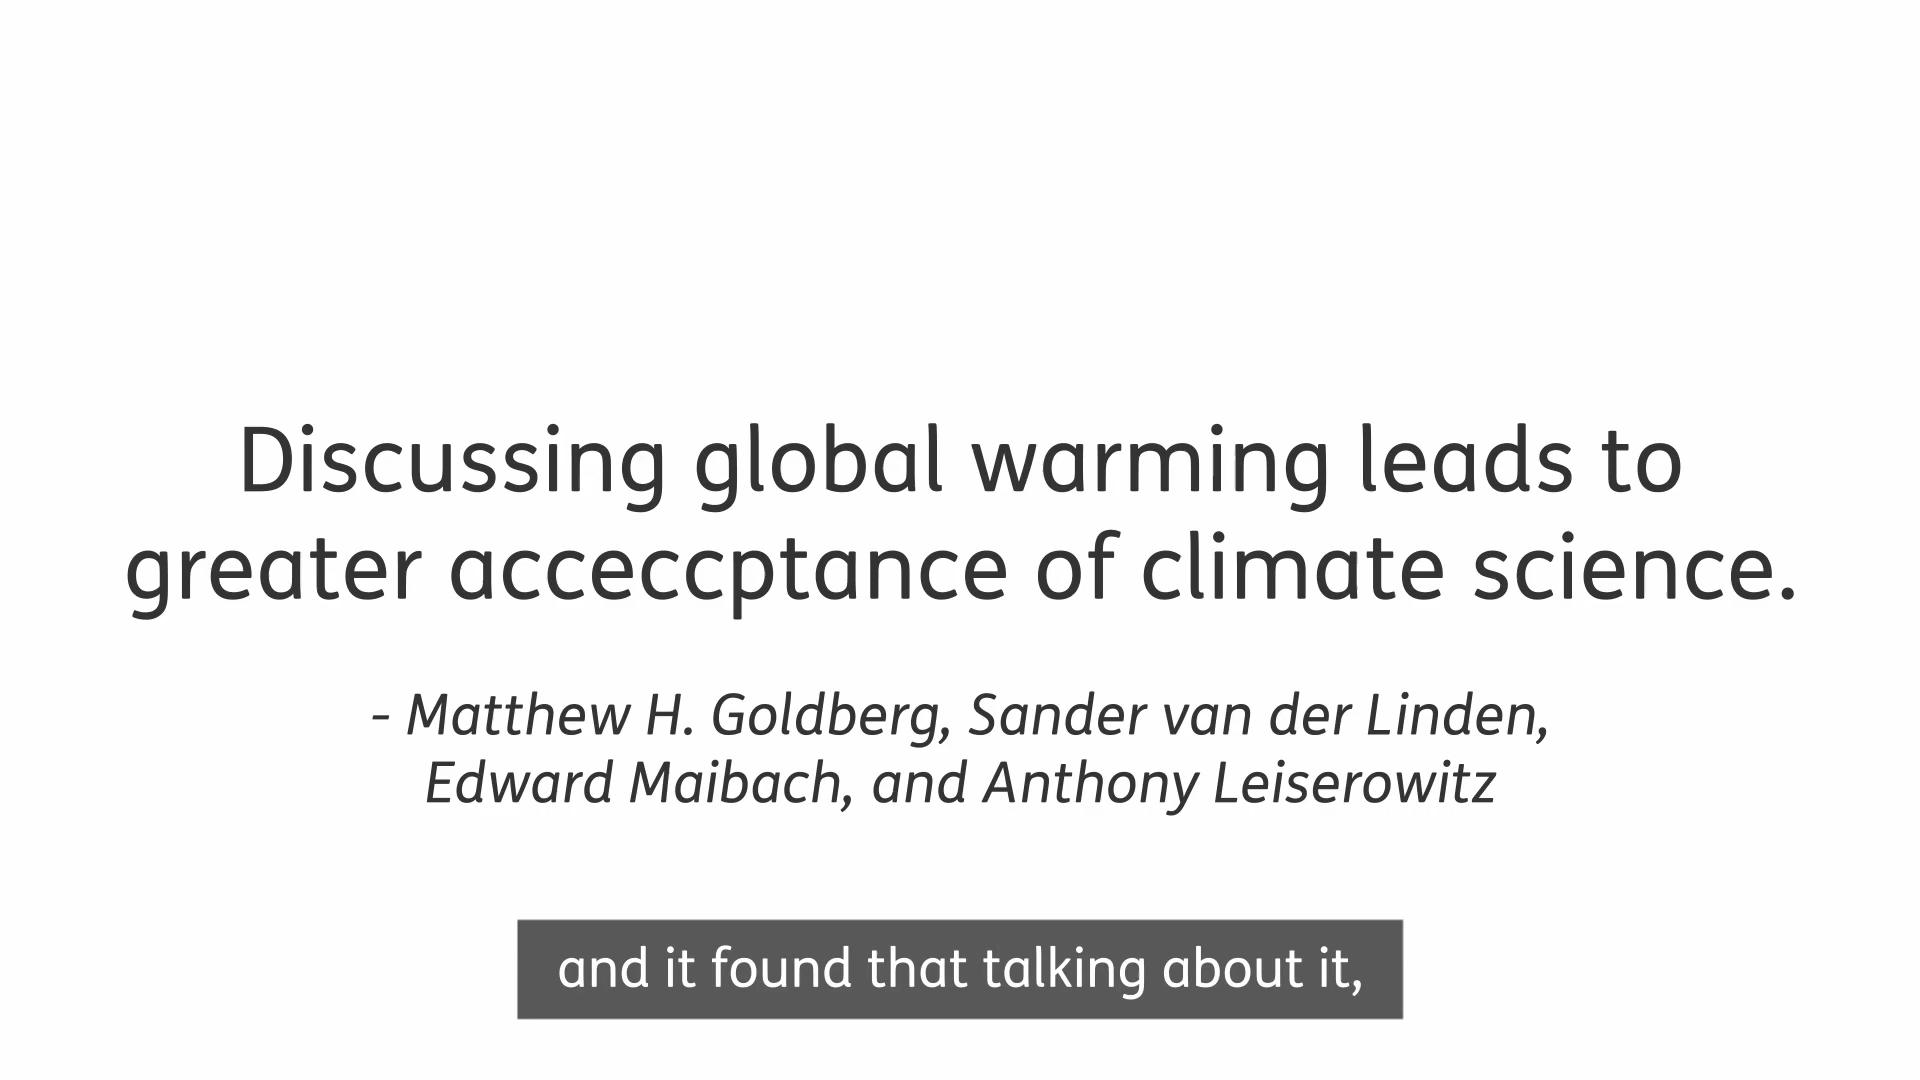 Discussing global warming leads to
greater acceccptance of climate science.
- Matthew H. Goldberg, Sander van der Linden,
Edward Maibach, and Anthony Leiserowitz
and it found that talking about it,